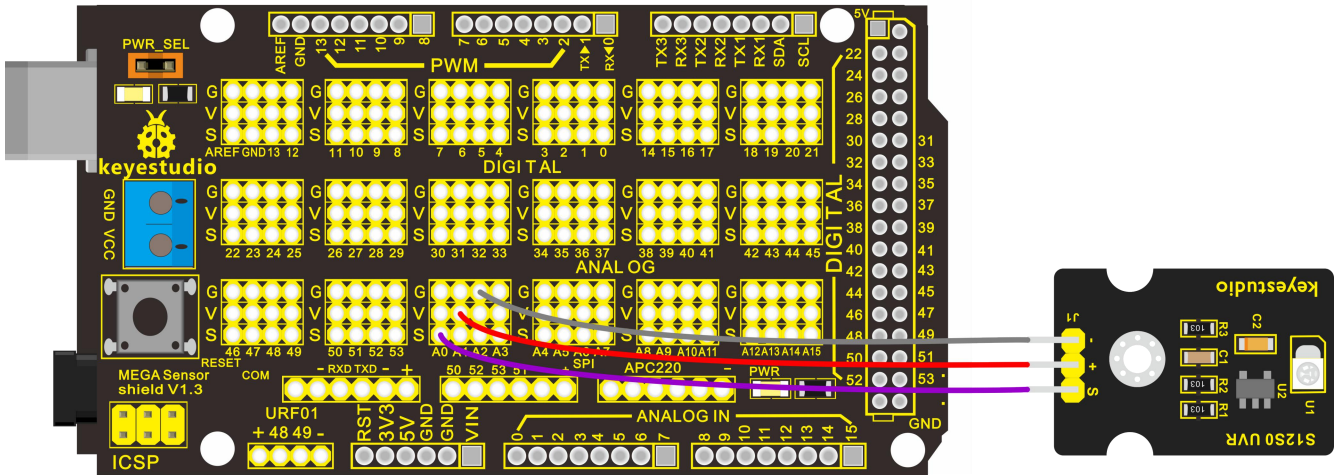 PWR_SEL
AREF GND 13 12 11 10 9 8
7 6 5 4 3 2 TX▶1 RX◀0
TX3 RX3 TX2 RX2 TX1 RX1 SDA SCL
5V
PWM
G G G G G G
V V V V V V
S S S S S S
AREF GND 13 12
11 10 9 8
7 6 5 4
3 2 1 0
14 15 16 17
18 19 20 21
DIGITAL
keyestudio
GND VCC
G G G G G G
V V V V V V
S S S S S S
22 23 24 25
26 27 28 29
30 31 32 33
34 35 36 37
38 39 40 41
42 43 44 45
ANALOG
G G G G G G
V V V V V V
S S S S S S
46 47 48 49
50 51 52 53
A0 A1 A2 A3
A4 A5
A8 A9 A10 A11
A12 A13 A14 A15
22
24
26
28
30 31
32 33
34 35
36 37
38 39
40 41
42 43
44 45
46 47
48 49
50 51
52 53
DIGITAL
GND
RESET
MEGA Sensor
shield V1.3
COM
- RXD TXD - +
50 52 53 51 +
SPI
APC220 -
PWR
ICSP
URF01
+ 48 49 -
RST 3V3 5V GND GND VIN
ANALOG IN
0 1 2 3 4 5 6 7
8 9 10 11 12 13 14 15
keyestudio
J1
-
+
S
R3
103
C1
C2
R2
103
R1
103
U2
U1
S12S0 UVR